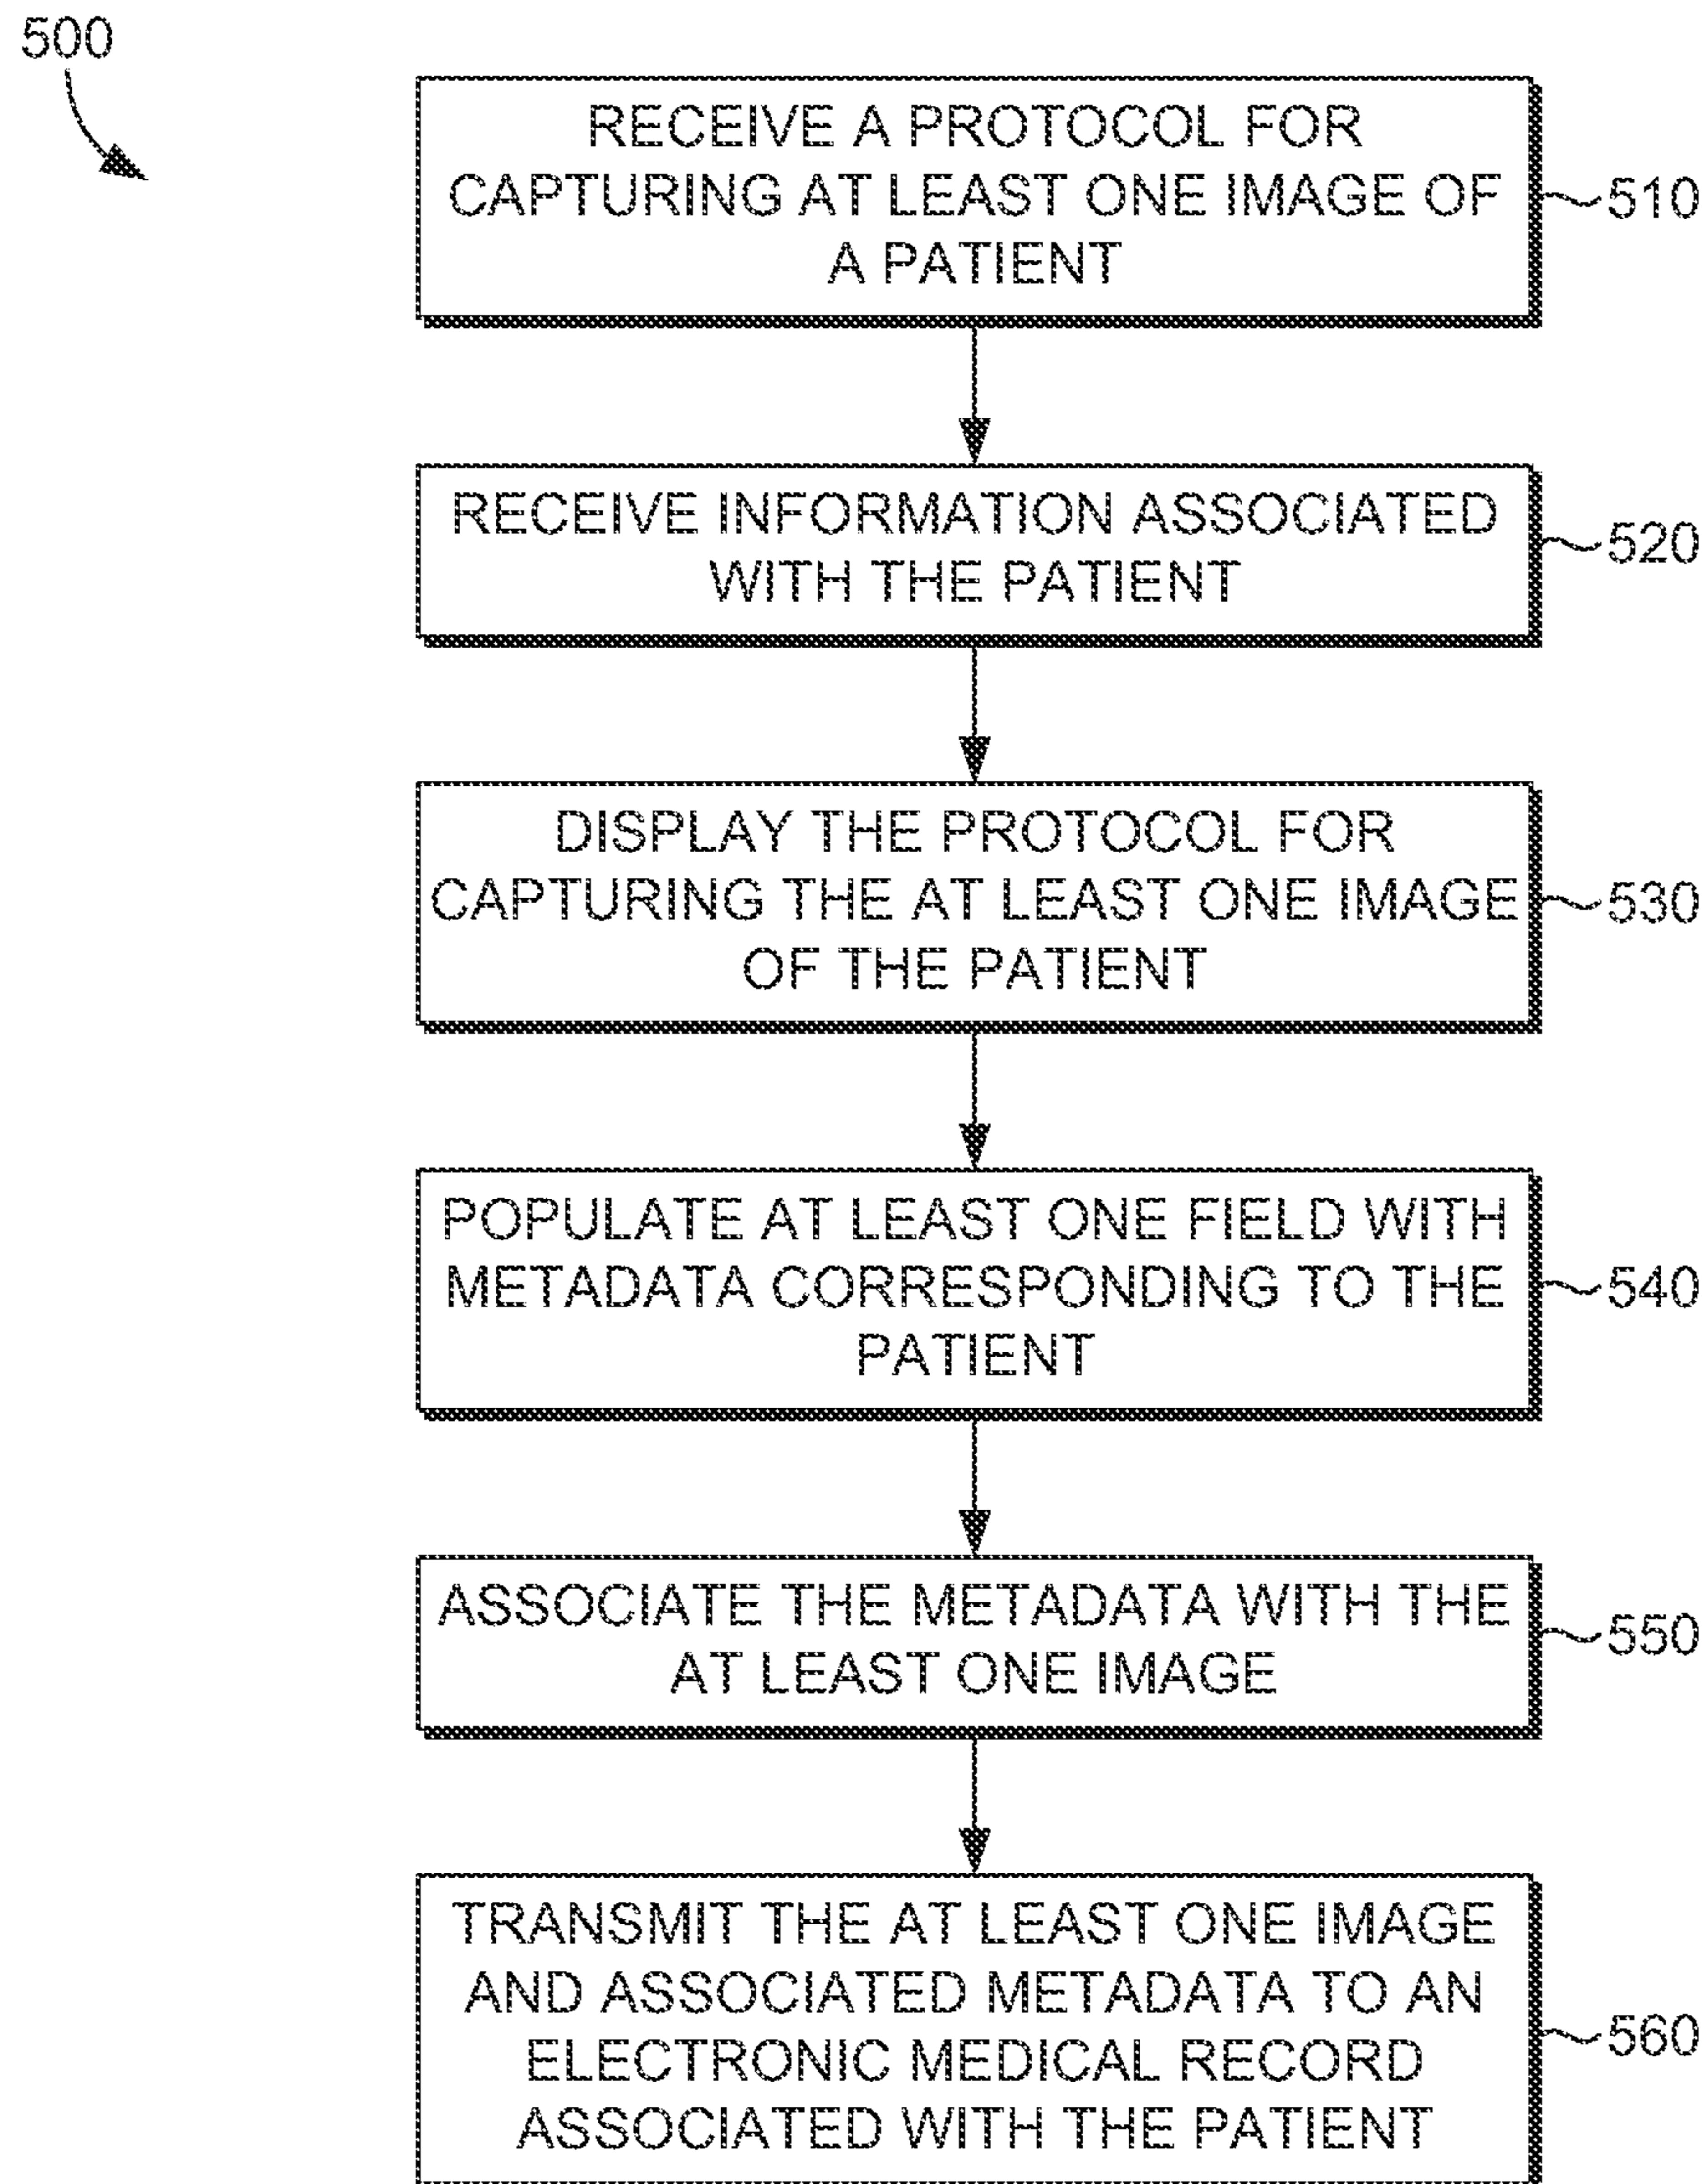 500
RECEIVE A PROTOCOL FOR
CAPTURING AT LEAST ONE IMAGE OF
A PATIENT
510
RECEIVE INFORMATION ASSOCIATED
WITH THE PATIENT
520
DISPLAY THE PROTOCOL FOR
CAPTURING THE AT LEAST ONE IMAGE
OF THE PATIENT
530
POPULATE AT LEAST ONE FIELD WITH
METADATA CORRESPONDING TO THE
PATIENT
540
ASSOCIATE THE METADATA WITH THE
AT LEAST ONE IMAGE
550
TRANSMIT THE AT LEAST ONE IMAGE
AND ASSOCIATED METADATA TO AN
ELECTRONIC MEDICAL RECORD
ASSOCIATED WITH THE PATIENT
560